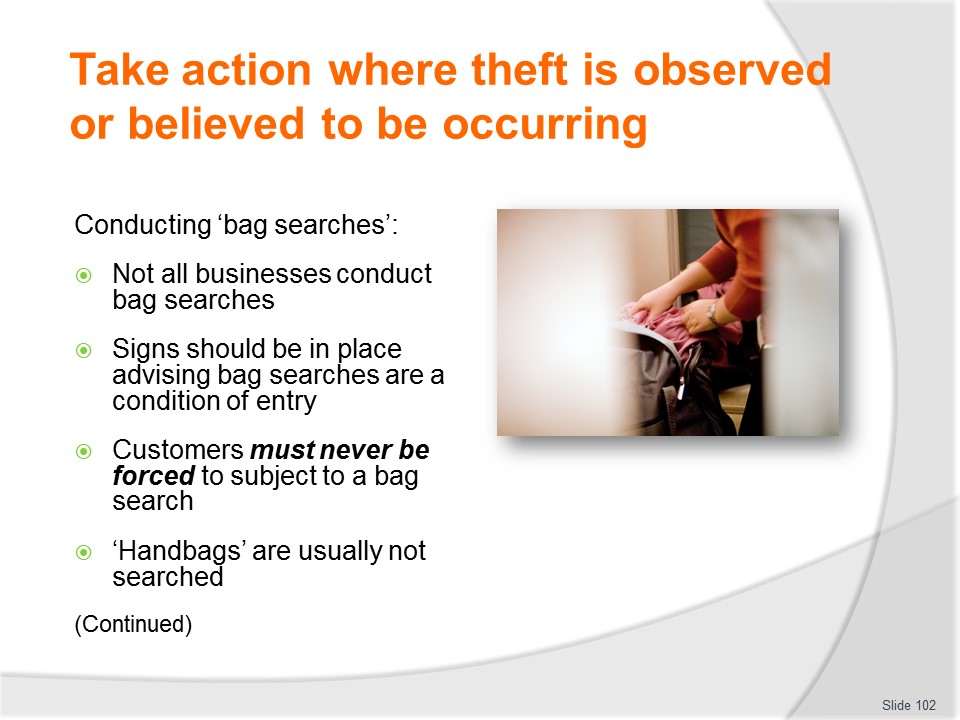 Take action where theft is observed
or believed to be occurring
Conducting ‘bag searches’:
Not all businesses conduct
bag searches
Signs should be in place
advising bag searches are a
condition of entry
Customers must never be
forced to subject to a bag
search
‘Handbags’ are usually not
searched
(Continued)
Slide 102